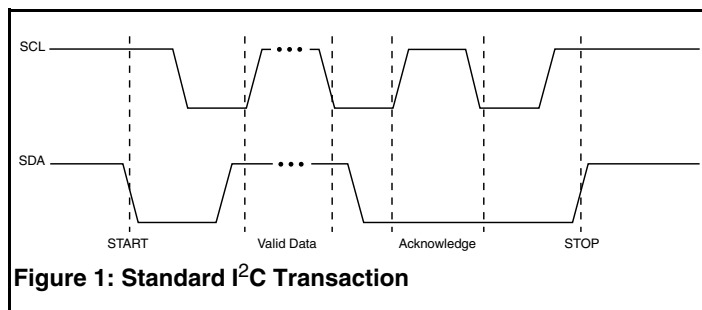 SCL
SDA
START Valid Data Acknowledge STOP
Figure 1: Standard I²C Transaction